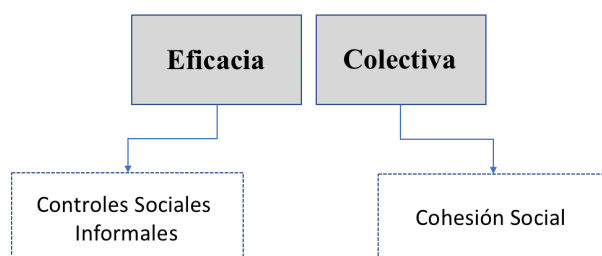 Eficacia
Colectiva
Controles Sociales
Informales
Cohesión Social